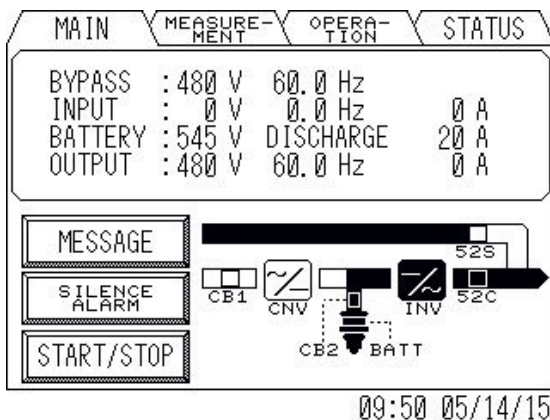 MAIN MEASURE-MENT OPERA-TION STATUS
BYPASS : 480 V 60.0 Hz
INPUT : 0 V 0.0 Hz 0 A
BATTERY : 545 V DISCHARGE 20 A
OUTPUT : 480 V 60.0 Hz 0 A
MESSAGE
52S
SILENCE
ALARM
CB1 CNV INV 52C
START/STOP
CB2 BATT
09:50 05/14/15